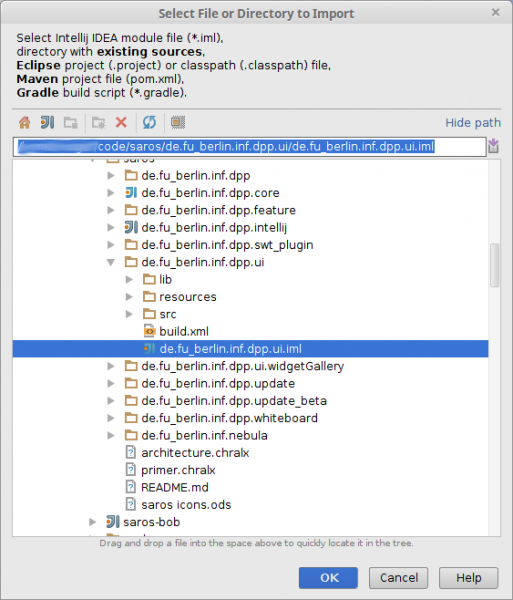 Select File or Directory to Import
Select Intellij IDEA module file (*.iml),
directory with existing sources,
Eclipse project (.project) or classpath (.classpath) file,
Maven project file (pom.xml),
Gradle build script (*.gradle).
Hide path
/code/saros/de.fu_berlin.inf.dpp.ui/de.fu_berlin.inf.dpp.ui.iml
saros
de.fu_berlin.inf.dpp
de.fu_berlin.inf.dpp.core
de.fu_berlin.inf.dpp.feature
de.fu_berlin.inf.dpp.intellij
de.fu_berlin.inf.dpp.swt_plugin
de.fu_berlin.inf.dpp.ui
lib
resources
src
build.xml
de.fu_berlin.inf.dpp.ui.iml
de.fu_berlin.inf.dpp.ui.widgetGallery
de.fu_berlin.inf.dpp.update
de.fu_berlin.inf.dpp.update_beta
de.fu_berlin.inf.dpp.whiteboard
de.fu_berlin.inf.nebula
architecture.chralx
primer.chralx
README.md
saros icons.ods
saros-bob
Drag and drop a file into the space above to quickly locate it in the tree.
OK
Cancel
Help